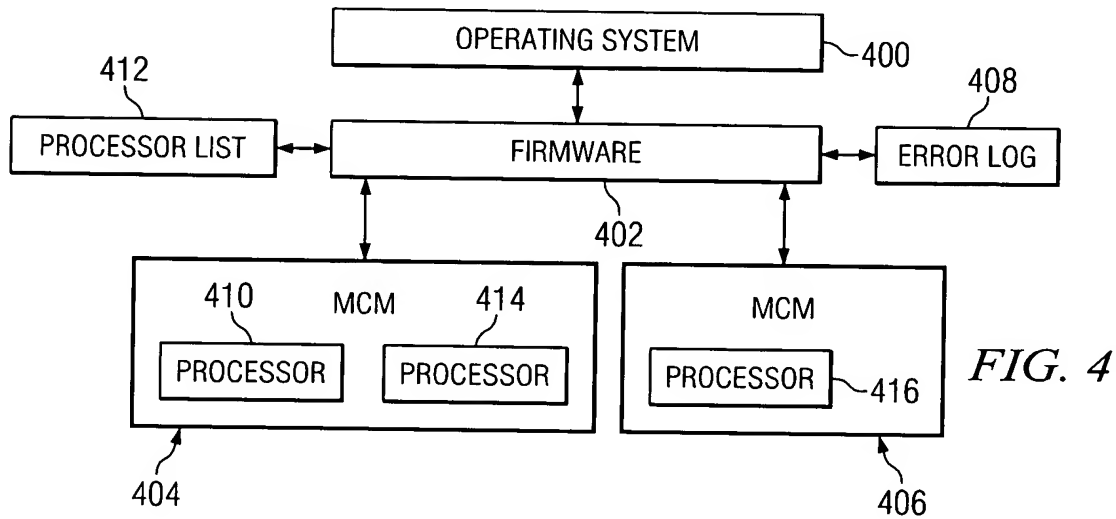 OPERATING SYSTEM
400
412
408
PROCESSOR LIST
FIRMWARE
ERROR LOG
402
MCM
410
414
PROCESSOR
PROCESSOR
MCM
PROCESSOR
416
FIG. 4
404
406